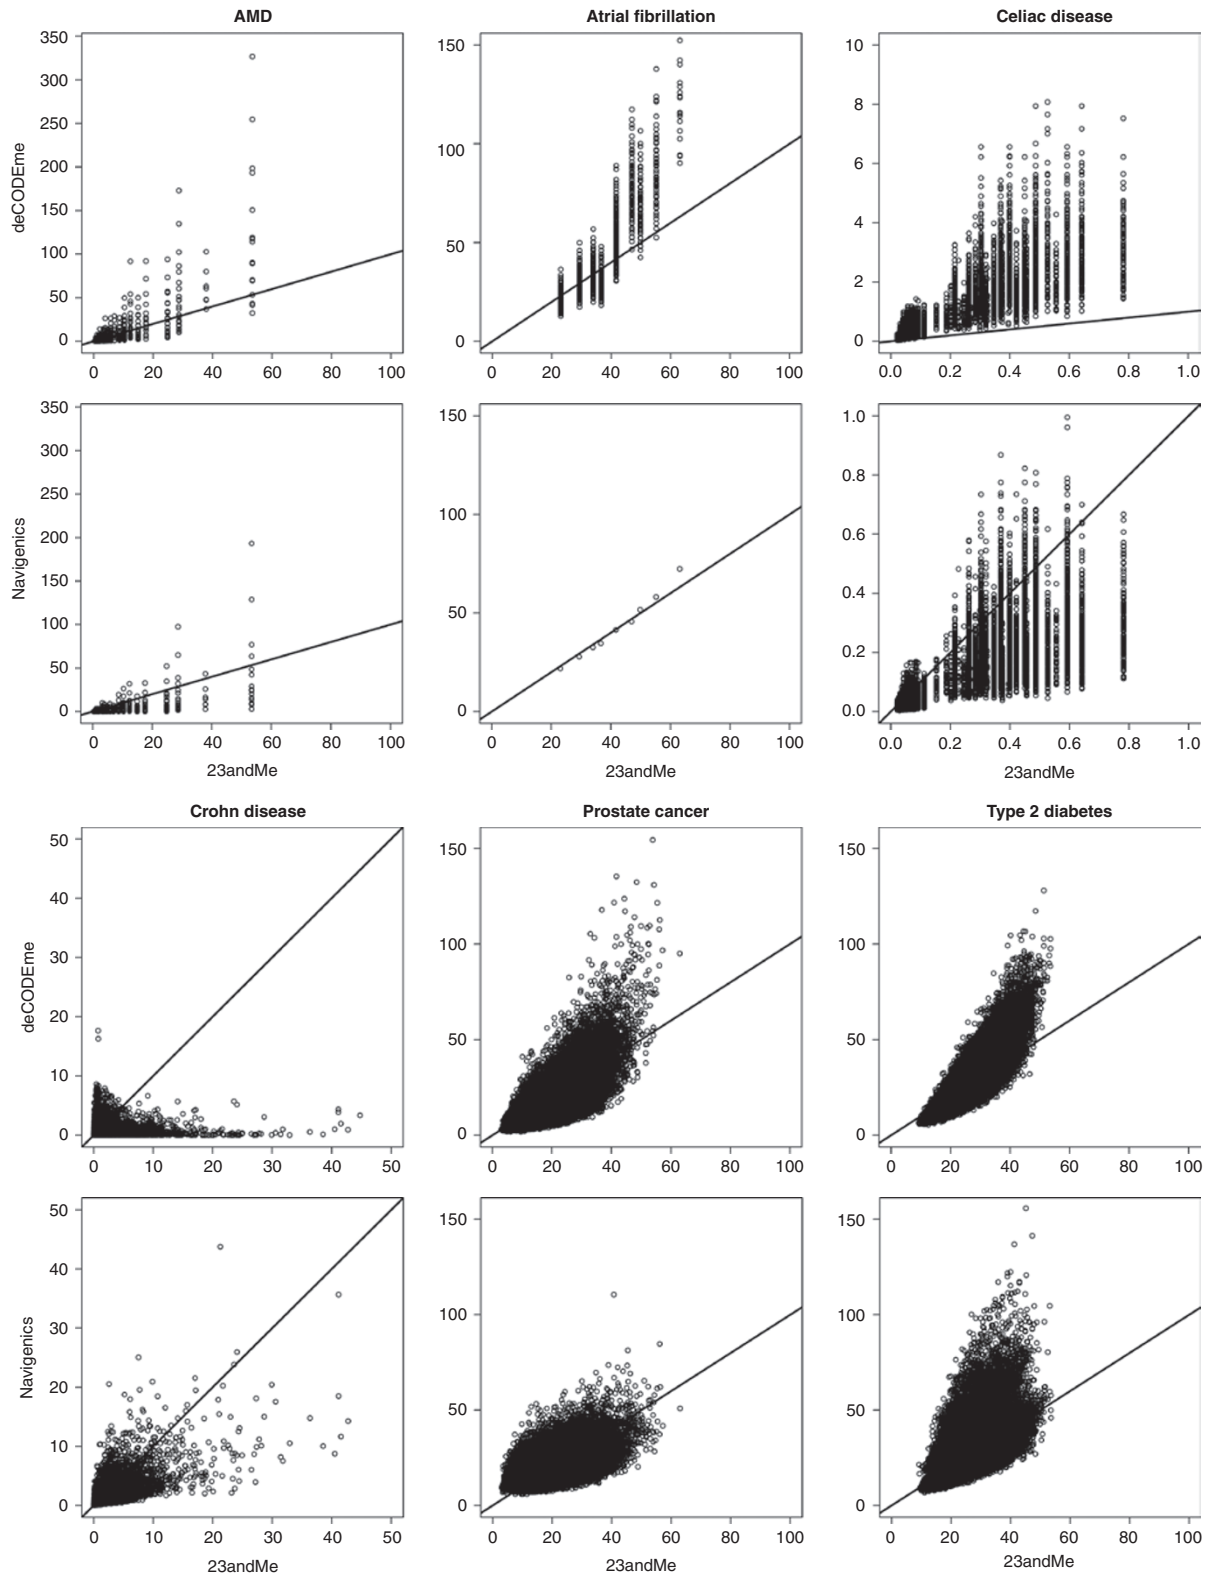 AMD
Atrial fibrillation
Celiac disease
350
300
250
200
150
100
50
0
deCODEme
0 20 40 60 80 100
150
100
50
0
0 20 40 60 80 100
10
8
6
4
2
0
0.0 0.2 0.4 0.6 0.8 1.0
350
300
250
200
150
100
50
0
Navigenics
0 20 40 60 80 100
23andMe
150
100
50
0
0 20 40 60 80 100
23andMe
1.0
0.8
0.6
0.4
0.2
0.0
0.0 0.2 0.4 0.6 0.8 1.0
23andMe
Crohn disease
Prostate cancer
Type 2 diabetes
50
40
30
20
10
0
deCODEme
0 10 20 30 40 50
150
100
50
0
0 20 40 60 80 100
150
100
50
0
0 20 40 60 80 100
50
40
30
20
10
0
Navigenics
0 10 20 30 40 50
23andMe
150
100
50
0
0 20 40 60 80 100
23andMe
150
100
50
0
0 20 40 60 80 100
23andMe